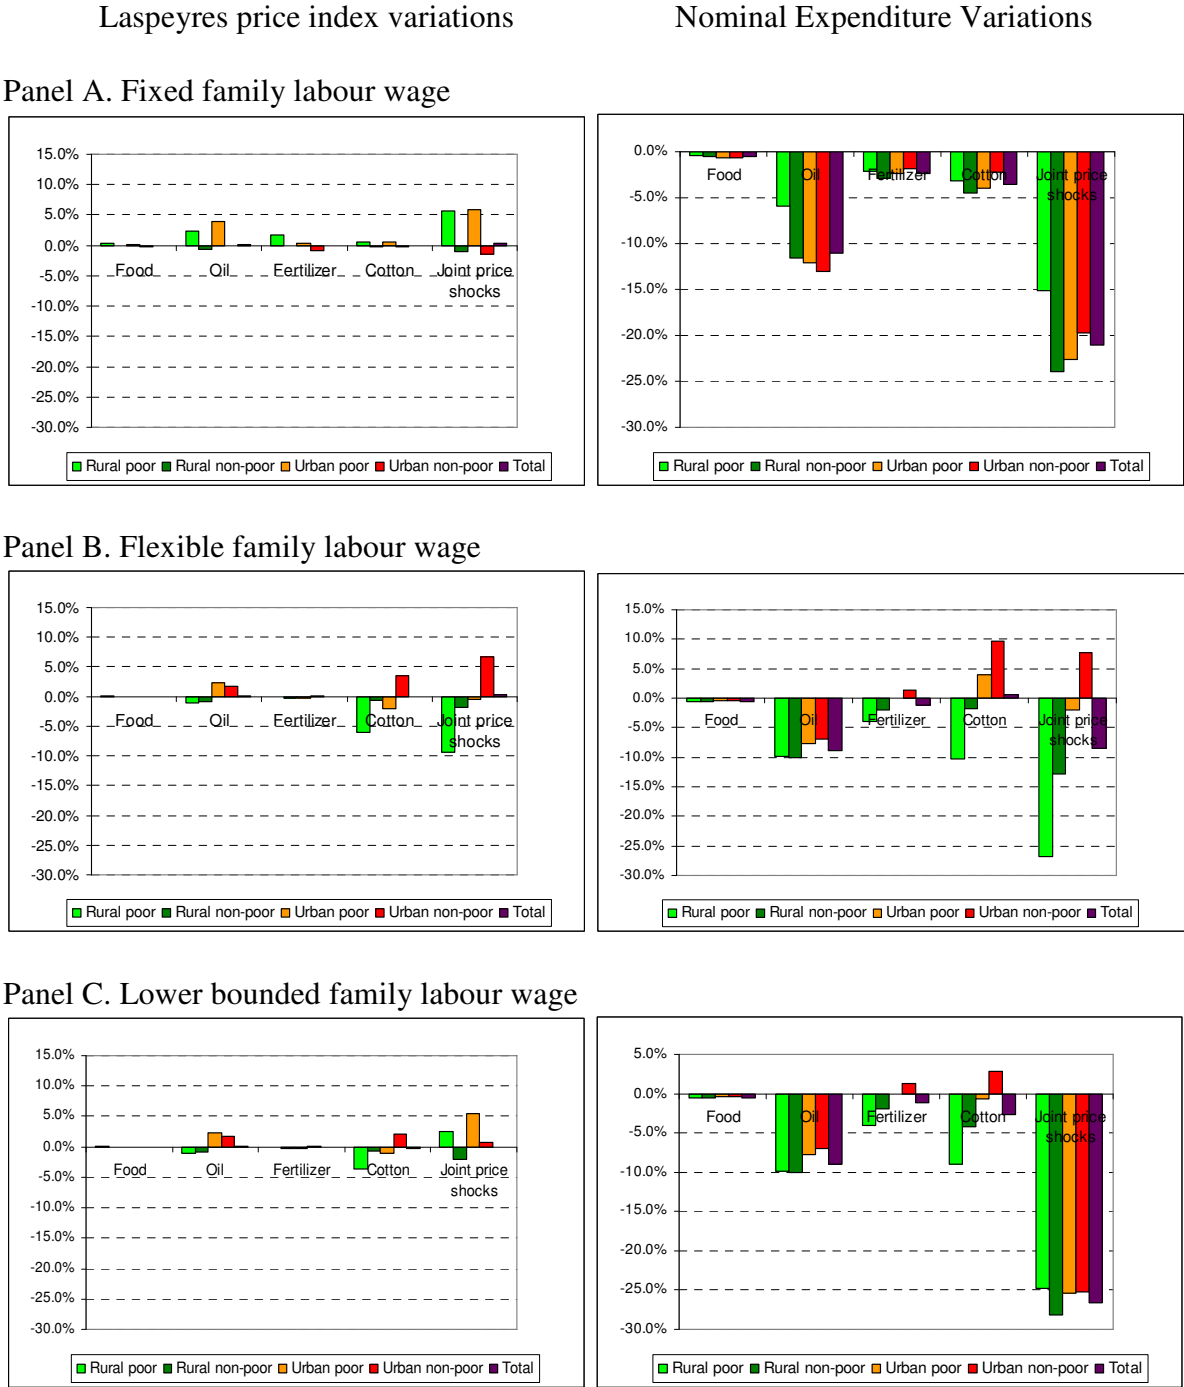 Laspeyres price index variations
Nominal Expenditure Variations
Panel A. Fixed family labour wage
15.0%
10.0%
5.0%
0.0%
-5.0%
-10.0%
-15.0%
-20.0%
-25.0%
-30.0%
Food Oil Fertilizer Cotton Joint price
shocks
Rural poor Rural non-poor Urban poor Urban non-poor Total
0.0%
-5.0%
-10.0%
-15.0%
-20.0%
-25.0%
-30.0%
Food Oil Fertilizer Cotton Joint price
shocks
Rural poor Rural non-poor Urban poor Urban non-poor Total
Panel B. Flexible family labour wage
15.0%
10.0%
5.0%
0.0%
-5.0%
-10.0%
-15.0%
-20.0%
-25.0%
-30.0%
Food Oil Fertilizer Cotton Joint price
shocks
Rural poor Rural non-poor Urban poor Urban non-poor Total
15.0%
10.0%
5.0%
0.0%
-5.0%
-10.0%
-15.0%
-20.0%
-25.0%
-30.0%
Food Oil Fertilizer Cotton Joint price
shocks
Rural poor Rural non-poor Urban poor Urban non-poor Total
Panel C. Lower bounded family labour wage
15.0%
10.0%
5.0%
0.0%
-5.0%
-10.0%
-15.0%
-20.0%
-25.0%
-30.0%
Food Oil Fertilizer Cotton Joint price
shocks
Rural poor Rural non-poor Urban poor Urban non-poor Total
5.0%
0.0%
-5.0%
-10.0%
-15.0%
-20.0%
-25.0%
-30.0%
Food Oil Fertilizer Cotton Joint price
shocks
Rural poor Rural non-poor Urban poor Urban non-poor Total